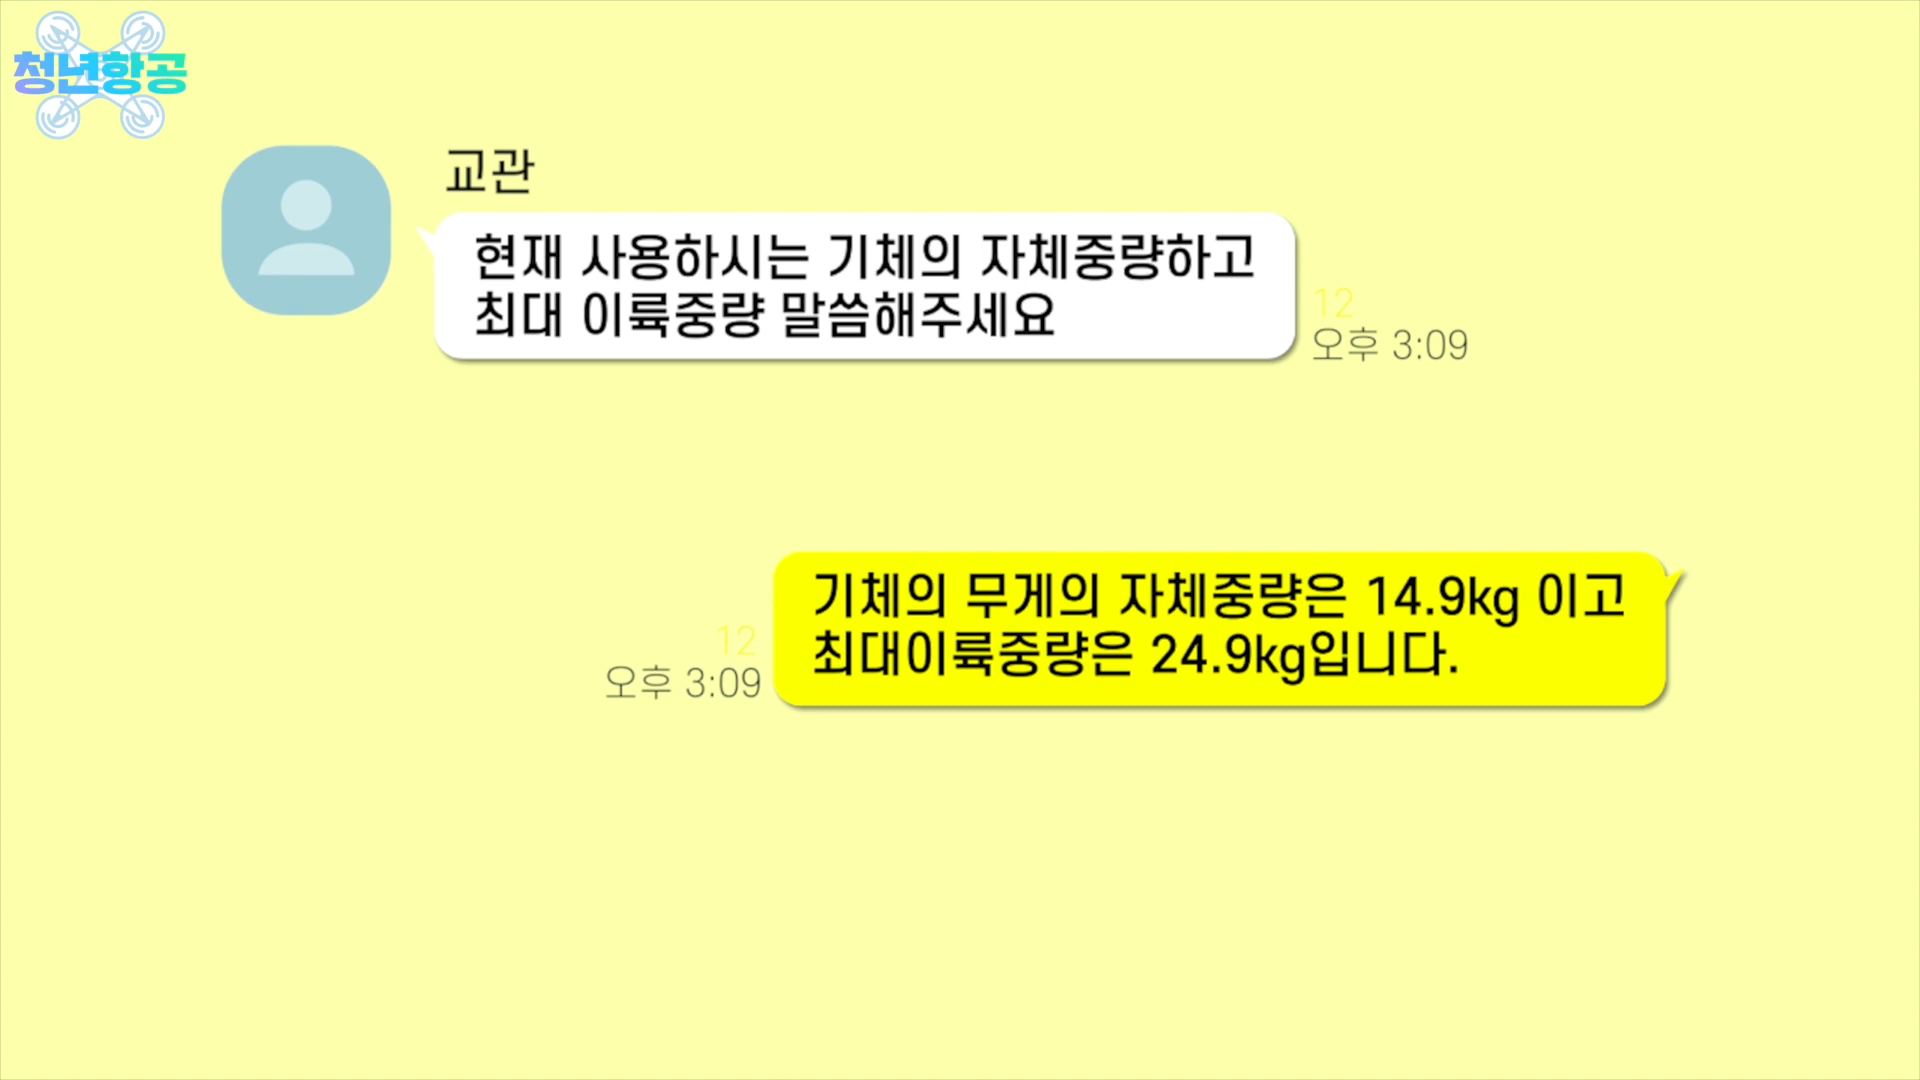 청년항공
교관
현재 사용하시는 기체의 자체중량하고
최대 이륙중량 말씀해주세요
12
오후 3:09
기체의 무게의 자체중량은 14.9kg 이고
최대이륙중량은 24.9kg입니다.
12
오후 3:09